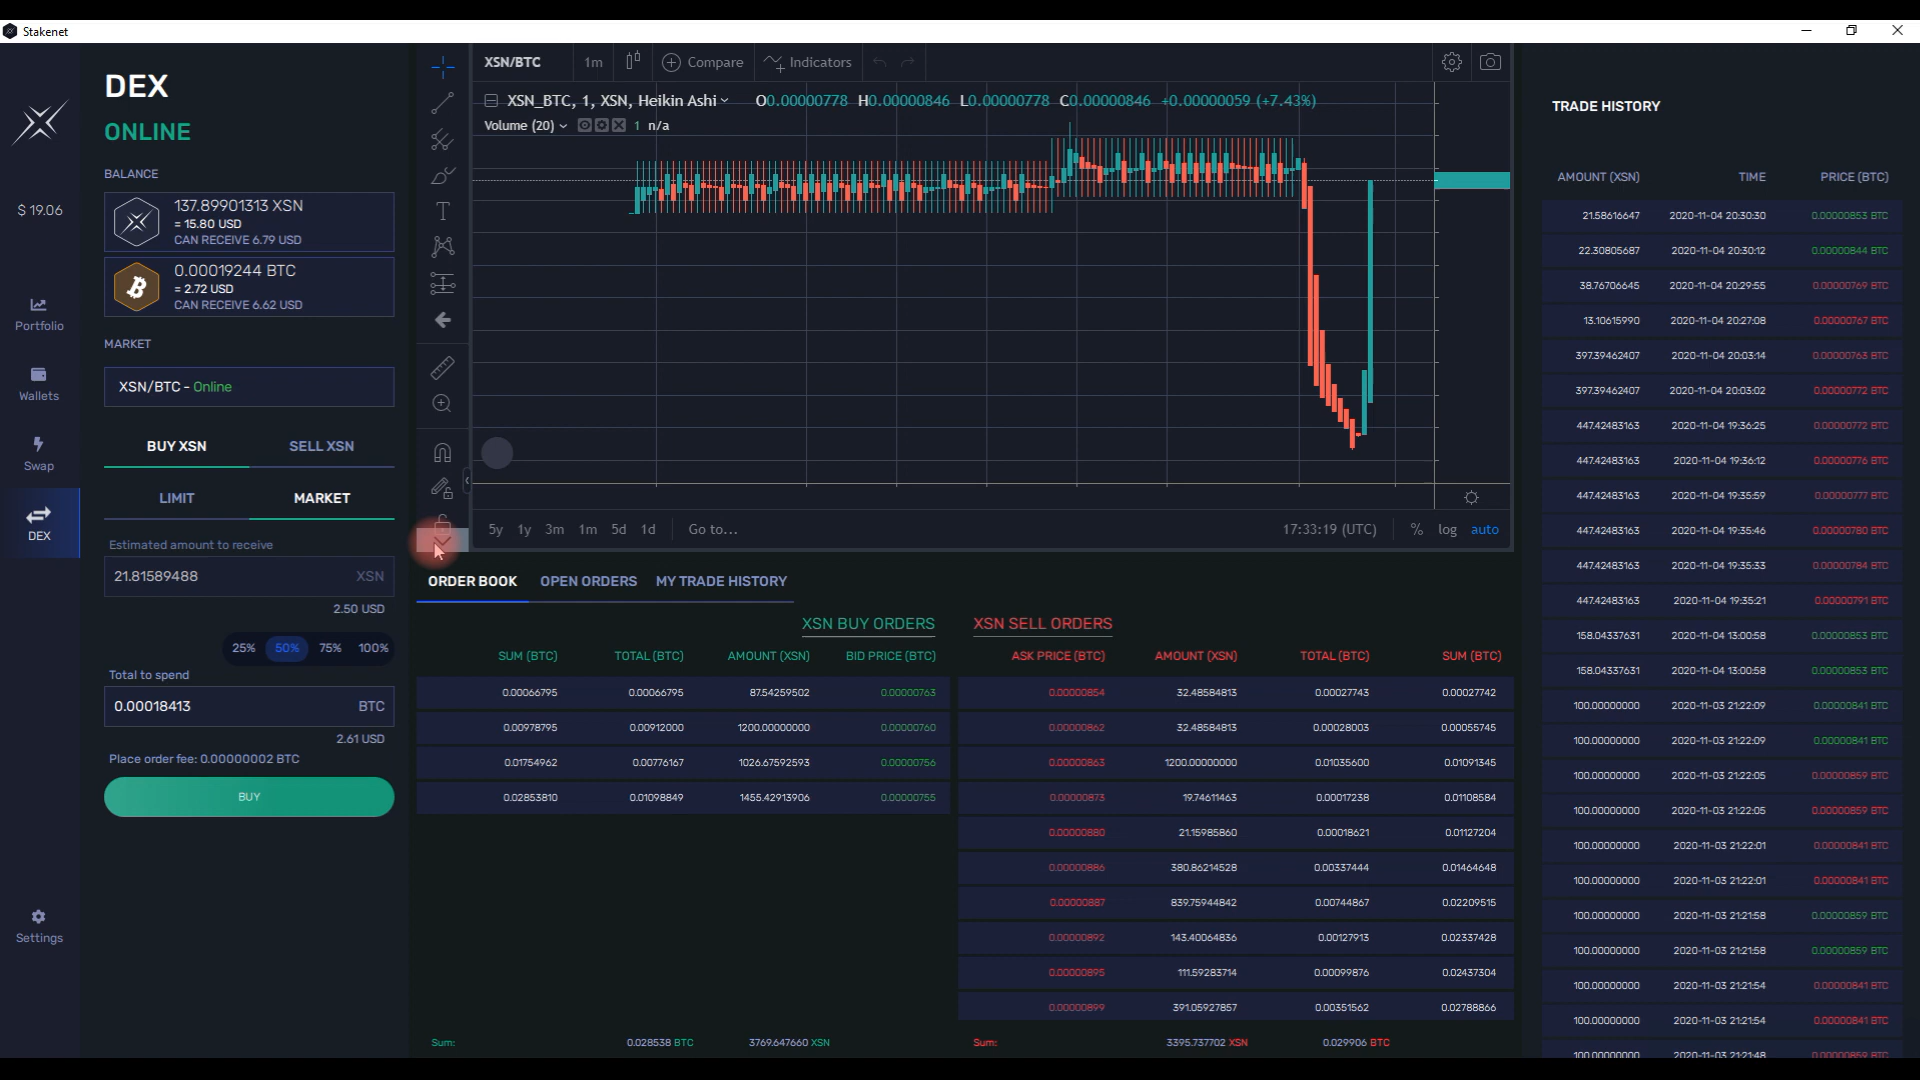 Stakenet
DEX
ONLINE
BALANCE
137.89901313 XSN
= 15.80 USD
CAN RECEIVE 6.79 USD
0.00019244 BTC
= 2.72 USD
CAN RECEIVE 6.62 USD
MARKET
XSN/BTC - Online
BUY XSN SELL XSN
LIMIT MARKET
Estimated amount to receive
21.81589488 XSN
2.50 USD
25% 50% 75% 100%
Total to spend
0.00018413 BTC
2.61 USD
Place order fee: 0.00000002 BTC
BUY
$ 19.06
Portfolio
Wallets
Swap
DEX
Settings
XSN/BTC 1m Compare Indicators
XSN_BTC, 1, XSN, Heikin Ashi O0.00000778 H0.00000846 L0.00000778 C0.00000846 +0.00000059 (+7.43%)
Volume (20) 1 n/a
5y 1y 3m 1m 5d 1d Go to... 17:33:19 (UTC) % log auto
ORDER BOOK OPEN ORDERS MY TRADE HISTORY
XSN BUY ORDERS
SUM (BTC) TOTAL (BTC) AMOUNT (XSN) BID PRICE (BTC)
0.00066795 0.00066795 87.54259502 0.00000763
0.00978795 0.00912000 1200.00000000 0.00000760
0.01754962 0.00776167 1026.67592593 0.00000756
0.02853810 0.01098849 1455.42913906 0.00000755
Sum: 0.028538 BTC 3769.647660 XSN
XSN SELL ORDERS
ASK PRICE (BTC) AMOUNT (XSN) TOTAL (BTC) SUM (BTC)
0.00000854 32.48584813 0.00027743 0.00027742
0.00000862 32.48584813 0.00028003 0.00055745
0.00000863 1200.00000000 0.01035600 0.01091345
0.00000873 19.74611463 0.00017238 0.01108584
0.00000880 21.15985860 0.00018621 0.01127204
0.00000886 380.86214528 0.00337444 0.01464648
0.00000887 839.75944842 0.00744867 0.02209515
0.00000892 143.40064836 0.00127913 0.02337428
0.00000895 111.59283714 0.00099876 0.02437304
0.00000899 391.05927857 0.00351562 0.02788866
Sum: 3395.737702 XSN 0.029906 BTC
TRADE HISTORY
AMOUNT (XSN) TIME PRICE (BTC)
21.58616647 2020-11-04 20:30:30 0.00000853 BTC
22.30805687 2020-11-04 20:30:12 0.00000844 BTC
38.76706645 2020-11-04 20:29:55 0.00000769 BTC
13.10615990 2020-11-04 20:27:08 0.00000767 BTC
397.39462407 2020-11-04 20:03:14 0.00000763 BTC
397.39462407 2020-11-04 20:03:02 0.00000772 BTC
447.42483163 2020-11-04 19:36:25 0.00000772 BTC
447.42483163 2020-11-04 19:36:12 0.00000776 BTC
447.42483163 2020-11-04 19:35:59 0.00000777 BTC
447.42483163 2020-11-04 19:35:46 0.00000780 BTC
447.42483163 2020-11-04 19:35:33 0.00000784 BTC
447.42483163 2020-11-04 19:35:21 0.00000791 BTC
158.04337631 2020-11-04 13:00:58 0.00000853 BTC
158.04337631 2020-11-04 13:00:58 0.00000853 BTC
100.00000000 2020-11-03 21:22:09 0.00000841 BTC
100.00000000 2020-11-03 21:22:09 0.00000841 BTC
100.00000000 2020-11-03 21:22:05 0.00000859 BTC
100.00000000 2020-11-03 21:22:05 0.00000859 BTC
100.00000000 2020-11-03 21:22:01 0.00000841 BTC
100.00000000 2020-11-03 21:22:01 0.00000841 BTC
100.00000000 2020-11-03 21:21:58 0.00000859 BTC
100.00000000 2020-11-03 21:21:58 0.00000859 BTC
100.00000000 2020-11-03 21:21:54 0.00000841 BTC
100.00000000 2020-11-03 21:21:54 0.00000841 BTC
100.00000000 2020-11-03 21:21:48 0.00000859 BTC